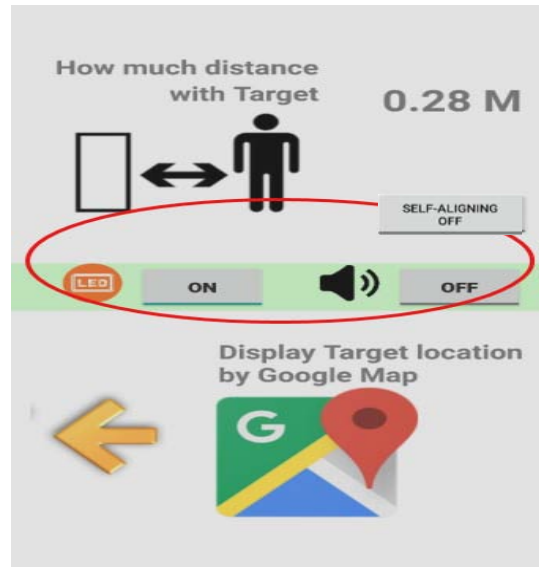 How much distance
with Target
0.28 M
SELF-ALIGNING
OFF
LED
ON
OFF
Display Target location
by Google Map
G